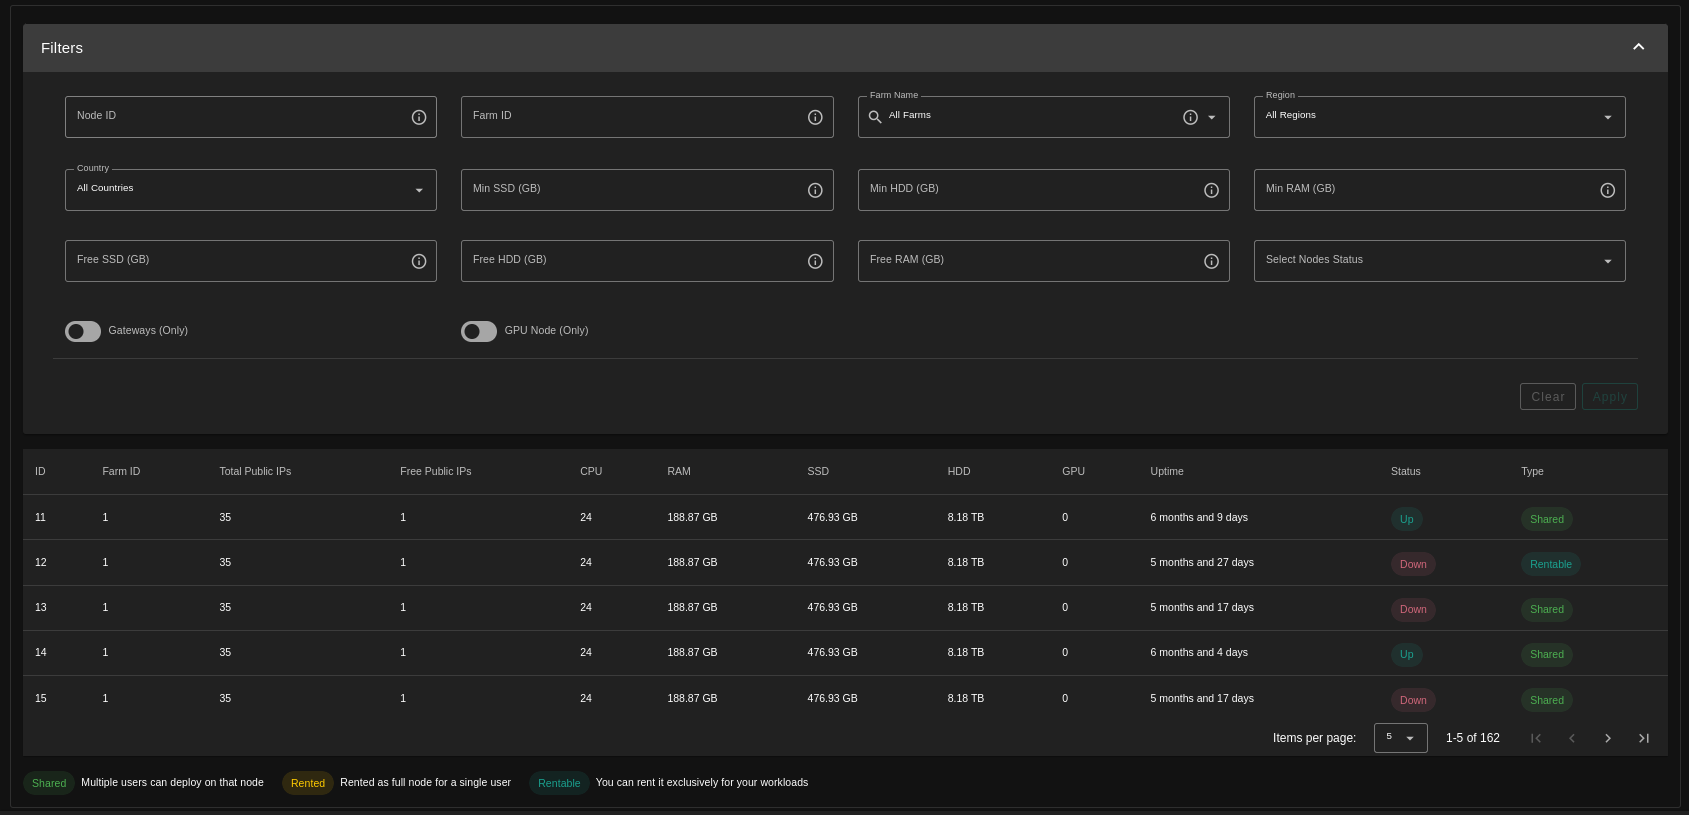 Filters
Node ID
Farm ID
Farm Name
All Farms
Region
All Regions
Country
All Countries
Min SSD (GB)
Min HDD (GB)
Min RAM (GB)
Free SSD (GB)
Free HDD (GB)
Free RAM (GB)
Select Nodes Status
Gateways (Only)
GPU Node (Only)
Clear Apply
ID Farm ID Total Public IPs Free Public IPs CPU RAM SSD HDD GPU Uptime Status Type
11 1 35 1 24 188.87 GB 476.93 GB 8.18 TB 0 6 months and 9 days Up Shared
12 1 35 1 24 188.87 GB 476.93 GB 8.18 TB 0 5 months and 27 days Down Rentable
13 1 35 1 24 188.87 GB 476.93 GB 8.18 TB 0 5 months and 17 days Down Shared
14 1 35 1 24 188.87 GB 476.93 GB 8.18 TB 0 6 months and 4 days Up Shared
15 1 35 1 24 188.87 GB 476.93 GB 8.18 TB 0 5 months and 17 days Down Shared
Items per page: 5 1-5 of 162
Shared Multiple users can deploy on that node Rented Rented as full node for a single user Rentable You can rent it exclusively for your workloads